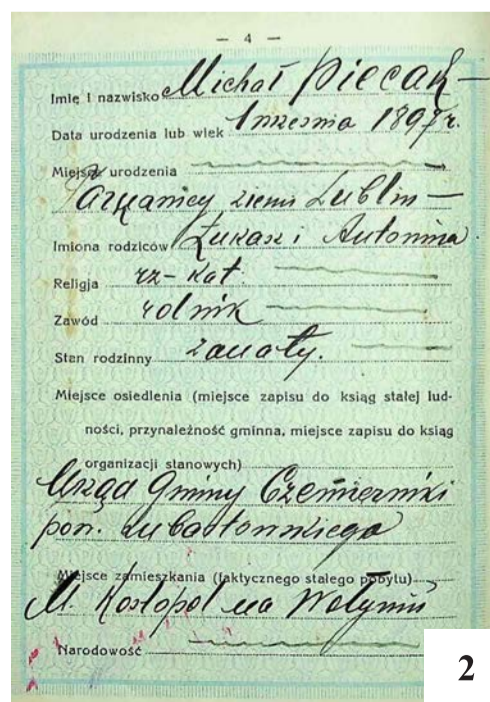 — 4 —
Imię i nazwisko Michał Piecak —
Data urodzenia lub wiek 1 września 1897 r.
Miejsce urodzenia
ziemi Lublin —
Imiona rodziców Łukasz i Antonina
Religja rz-kat.
Zawód rolnik
Stan rodzinny żonaty.
Miejsce osiedlenia (miejsce zapisu do ksiąg stałej lud-
ności, przynależność gminna, miejsce zapisu do ksiąg
organizacji stanowych)
Urząd Gminy Czemierniki
pow. Lubartowskiego
Miejsce zamieszkania (faktycznego stałego pobytu)
M. Kostopol na Wołyniu
Narodowość
2